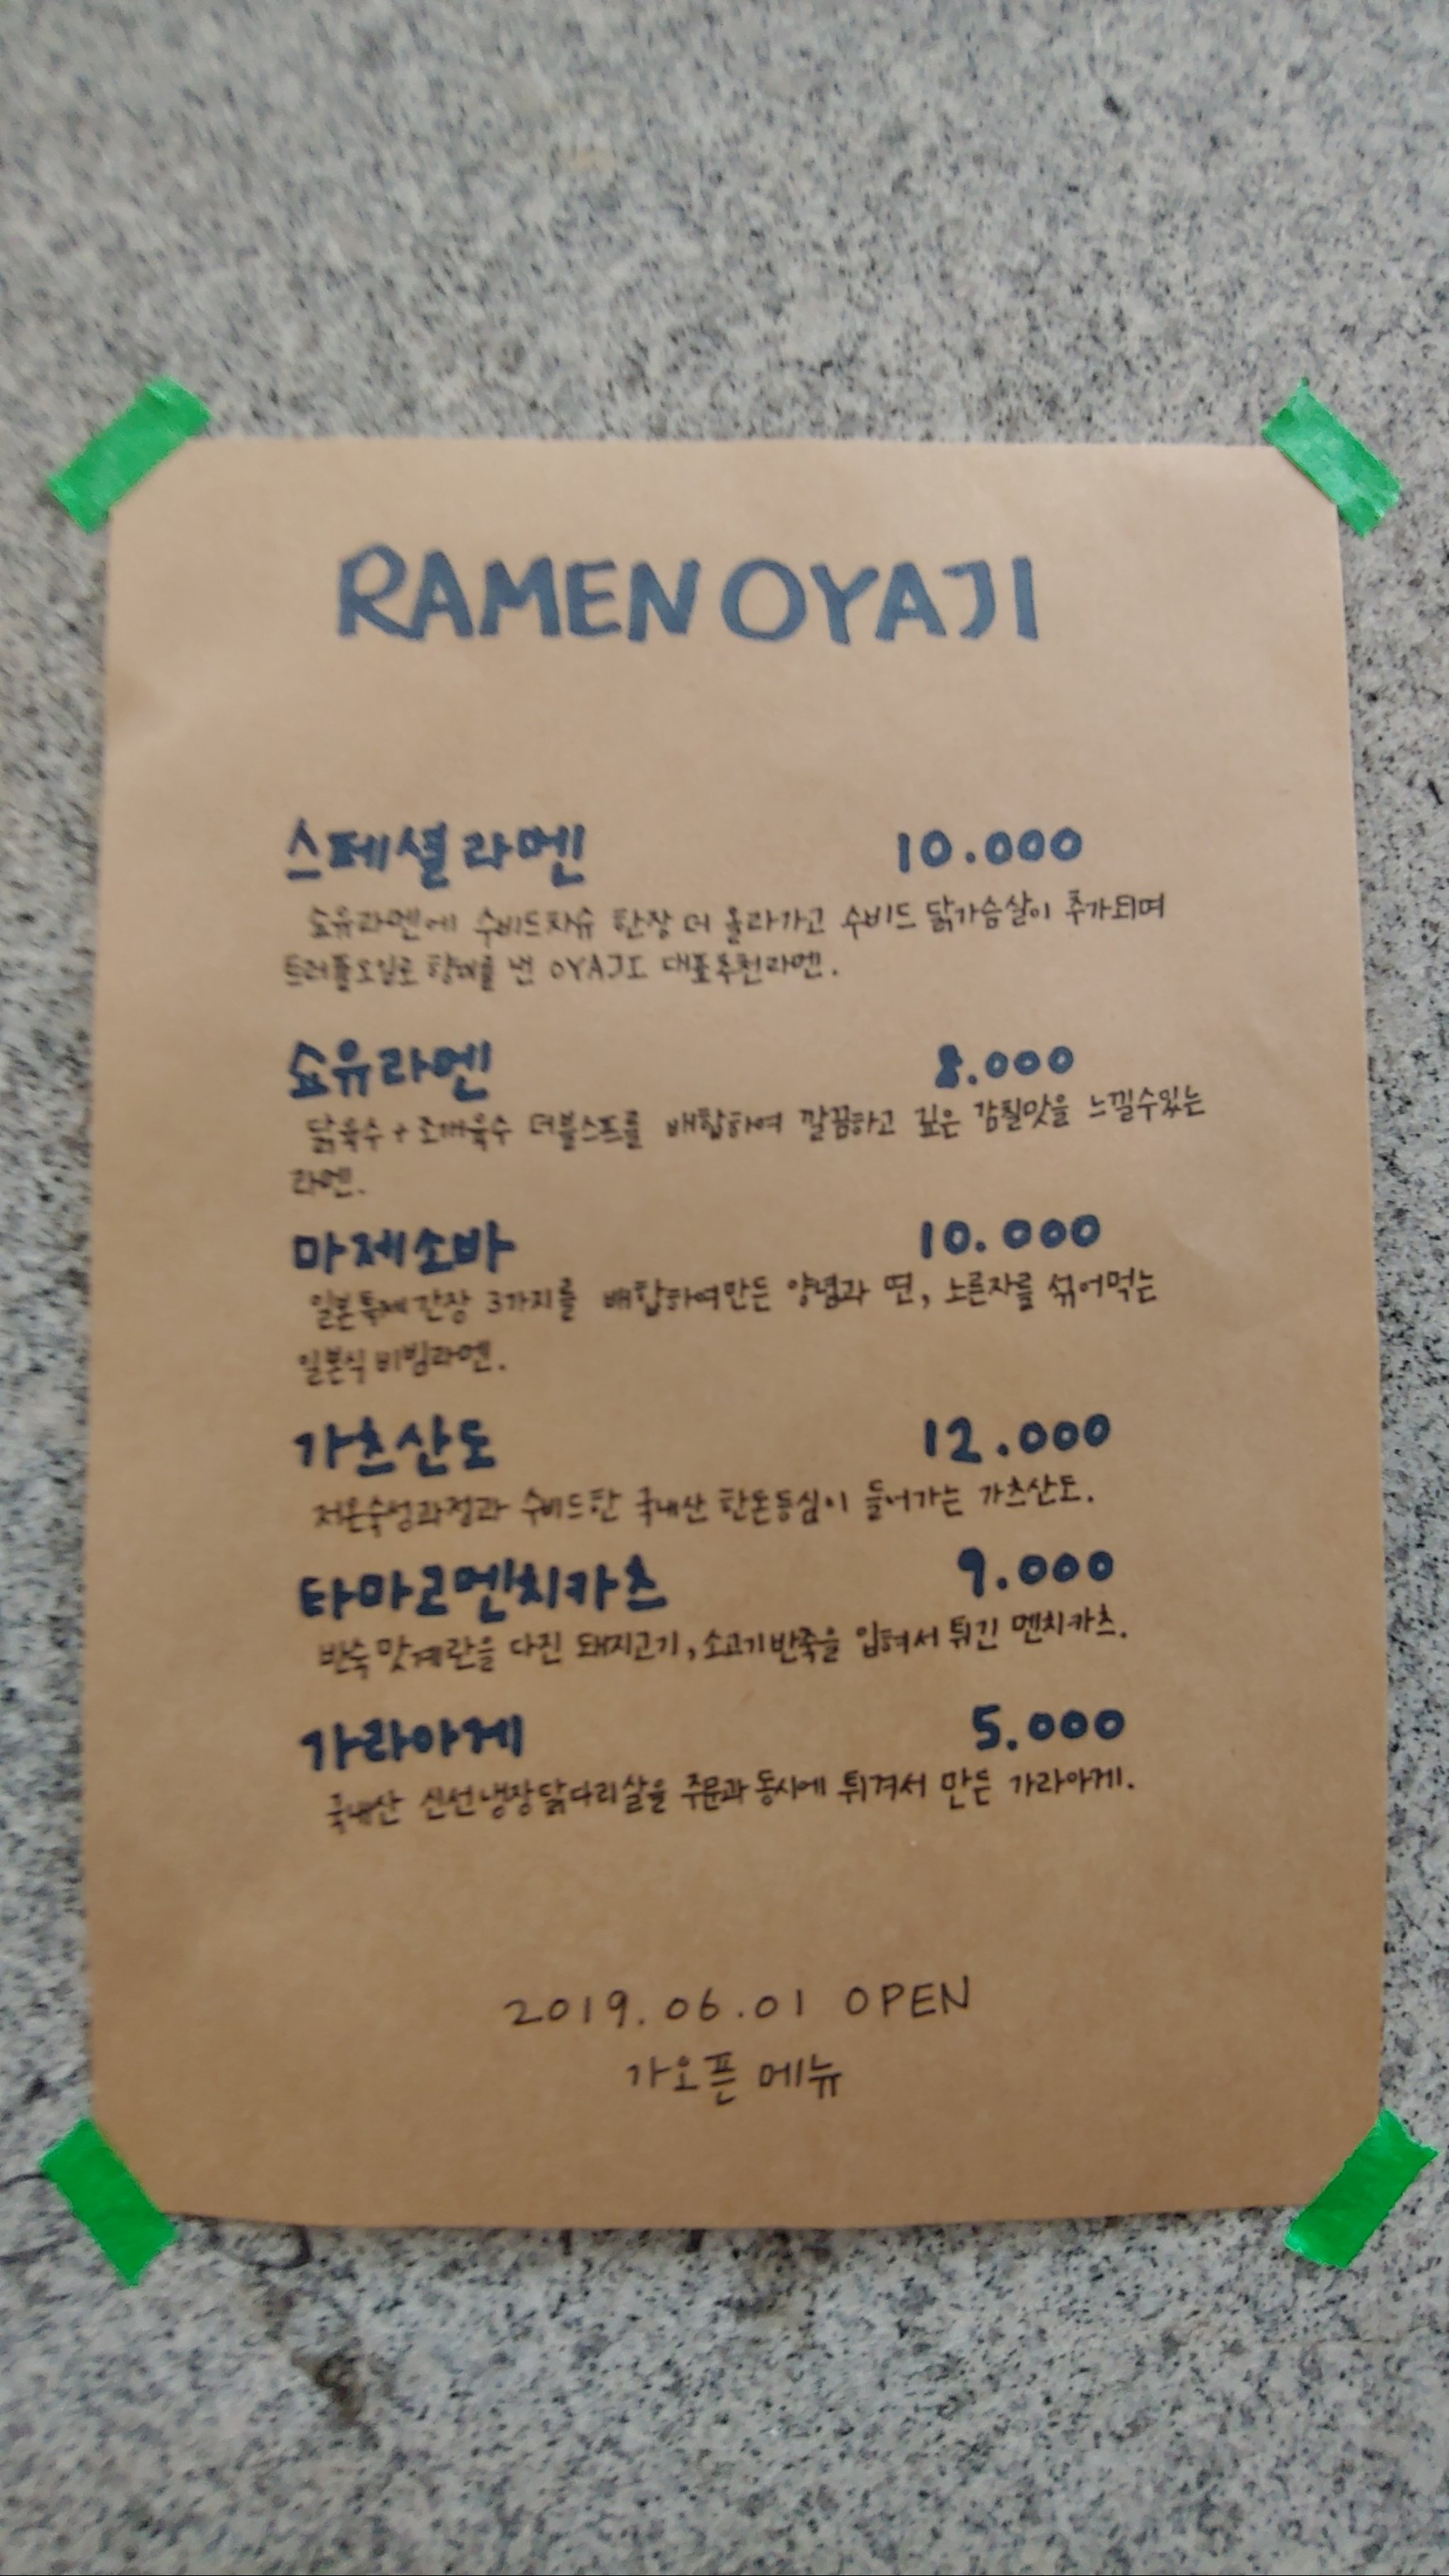 RAMEN OYAJI
스페셜라멘 10.000
쇼유라멘에 수비드차슈 한장 더 올라가고 수비드 닭가슴살이 추가되며
트러플오일로 향미를 낸 OYAJI 대표추천라멘.
쇼유라멘 8.000
닭육수 + 조개육수 더블스프를 배합하여 깔끔하고 깊은 감칠맛을 느낄수있는
라멘.
마제소바 10.000
일본특제간장 3가지를 배합하여만든 양념과 면, 노른자를 섞어먹는
일본식 비빔라멘.
가츠산도 12.000
저온숙성과정과 수비드한 국내산 한돈등심이 들어가는 가츠산도.
타마고멘치카츠 9.000
반숙 맛계란을 다진 돼지고기, 소고기반죽을 입혀서 튀긴 멘치카츠.
가라아게 5.000
국내산 신선냉장닭다리살을 주문과 동시에 튀겨서 만든 가라아게.
2019.06.01 OPEN
가오픈 메뉴